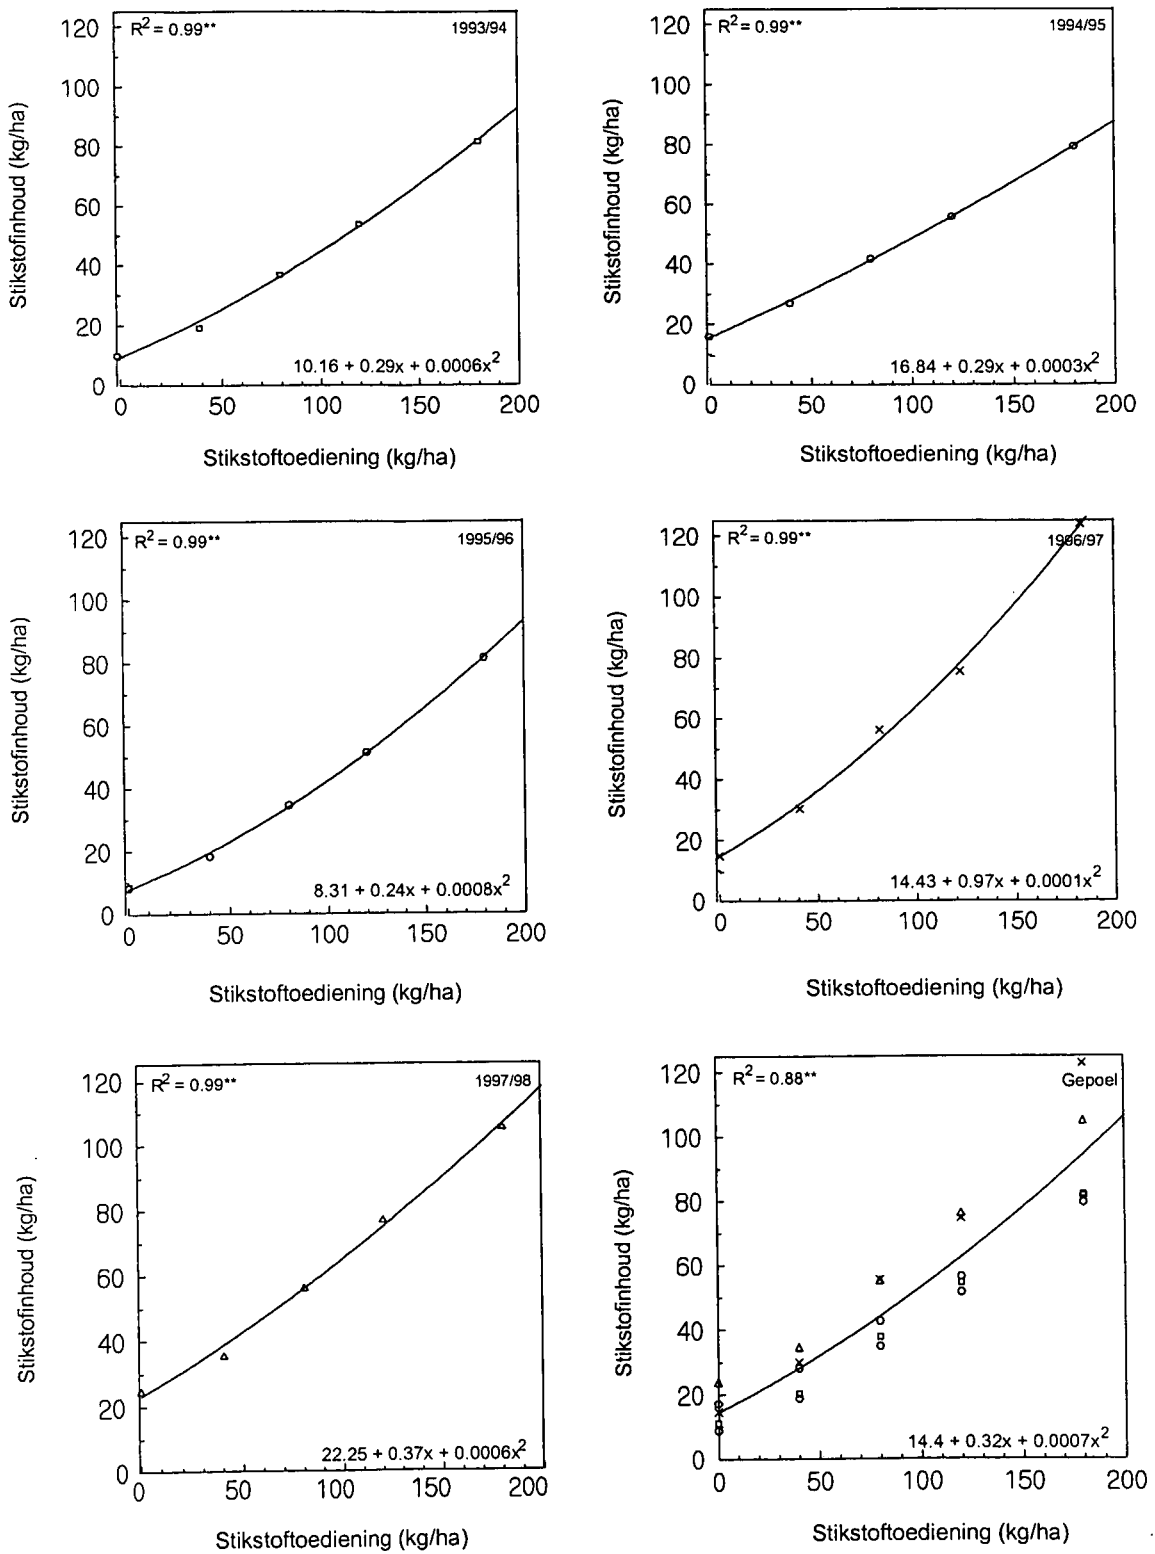 R² = 0.99**
1993/94
120
100
80
60
40
20
0
Stikstofinhoud (kg/ha)
10.16 + 0.29x + 0.0006x²
0 50 100 150 200
Stikstoftoediening (kg/ha)
R² = 0.99**
1994/95
120
100
80
60
40
20
0
Stikstofinhoud (kg/ha)
16.84 + 0.29x + 0.0003x²
0 50 100 150 200
Stikstoftoediening (kg/ha)
R² = 0.99**
1995/96
120
100
80
60
40
20
0
Stikstofinhoud (kg/ha)
8.31 + 0.24x + 0.0008x²
0 50 100 150 200
Stikstoftoediening (kg/ha)
R² = 0.99**
1996/97
120
100
80
60
40
20
0
Stikstofinhoud (kg/ha)
14.43 + 0.97x + 0.0001x²
0 50 100 150 200
Stikstoftoediening (kg/ha)
R² = 0.99**
1997/98
120
100
80
60
40
20
0
Stikstofinhoud (kg/ha)
22.25 + 0.37x + 0.0006x²
0 50 100 150 200
Stikstoftoediening (kg/ha)
R² = 0.88**
Gepoel
120
100
80
60
40
20
0
Stikstofinhoud (kg/ha)
14.4 + 0.32x + 0.0007x²
0 50 100 150 200
Stikstoftoediening (kg/ha)